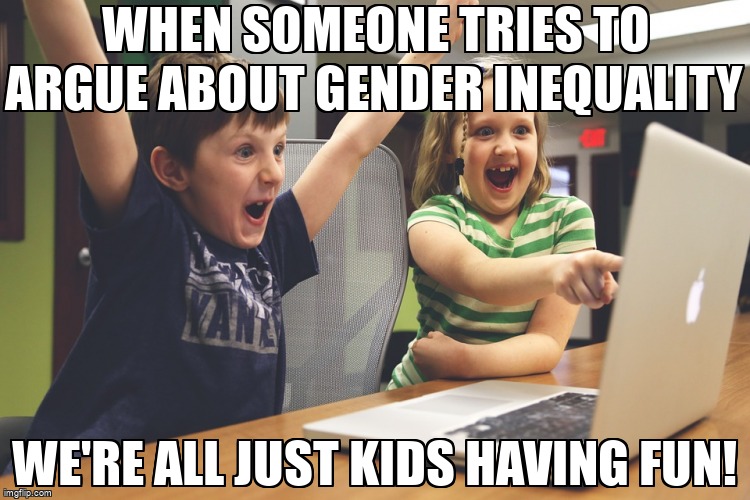 WHEN SOMEONE TRIES TO
ARGUE ABOUT GENDER INEQUALITY
WE'RE ALL JUST KIDS HAVING FUN!
imgflip.com